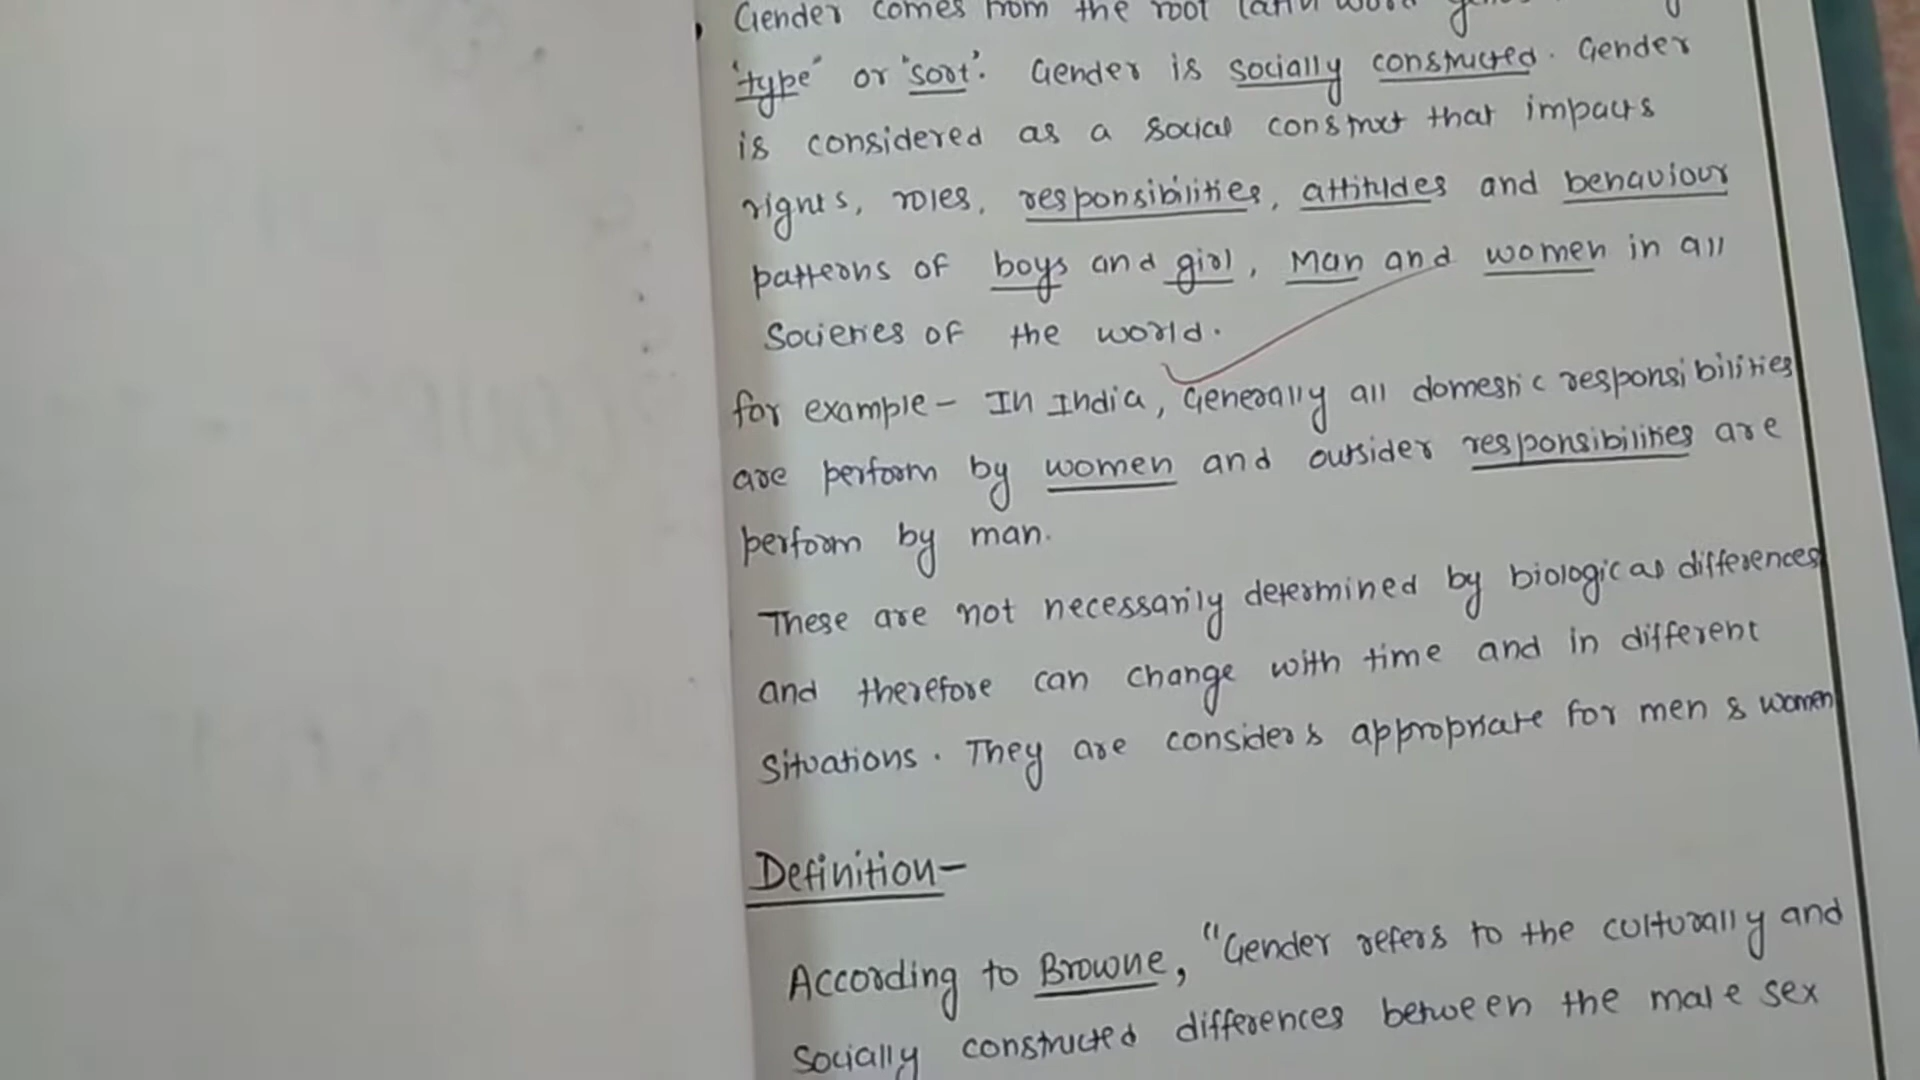 Gender comes from the root latin word
"type" or "sort". Gender is socially constructed. Gender
is considered as a social construct that impacts
rights, roles, responsibilities, attitudes and behaviour
patterns of boys and girl, Man and women in all
Societies of the world.
for example- In India, Generally all domestic responsibilities
are perform by women and outsider responsibilities are
perform by man.
These are not necessarily determined by biological differences
and therefore can change with time and in different
situations. They are considers appropriate for men & women
Definition-
According to Browne, "Gender refers to the culturally and
socially constructed differences between the male sex